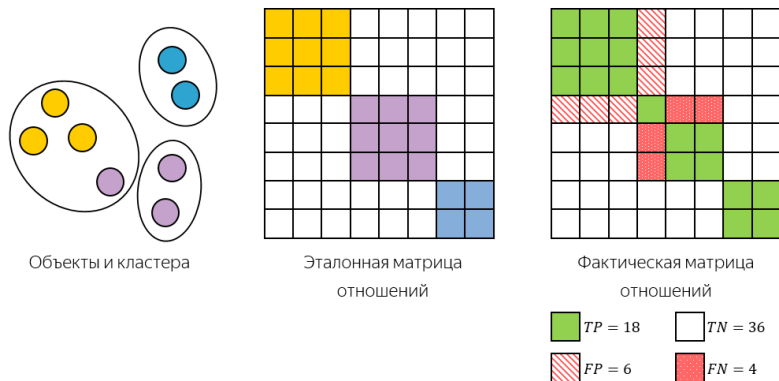 Объекты и кластера
Эталонная матрица
отношений
Фактическая матрица
отношений
TP = 18
TN = 36
FP = 6
FN = 4